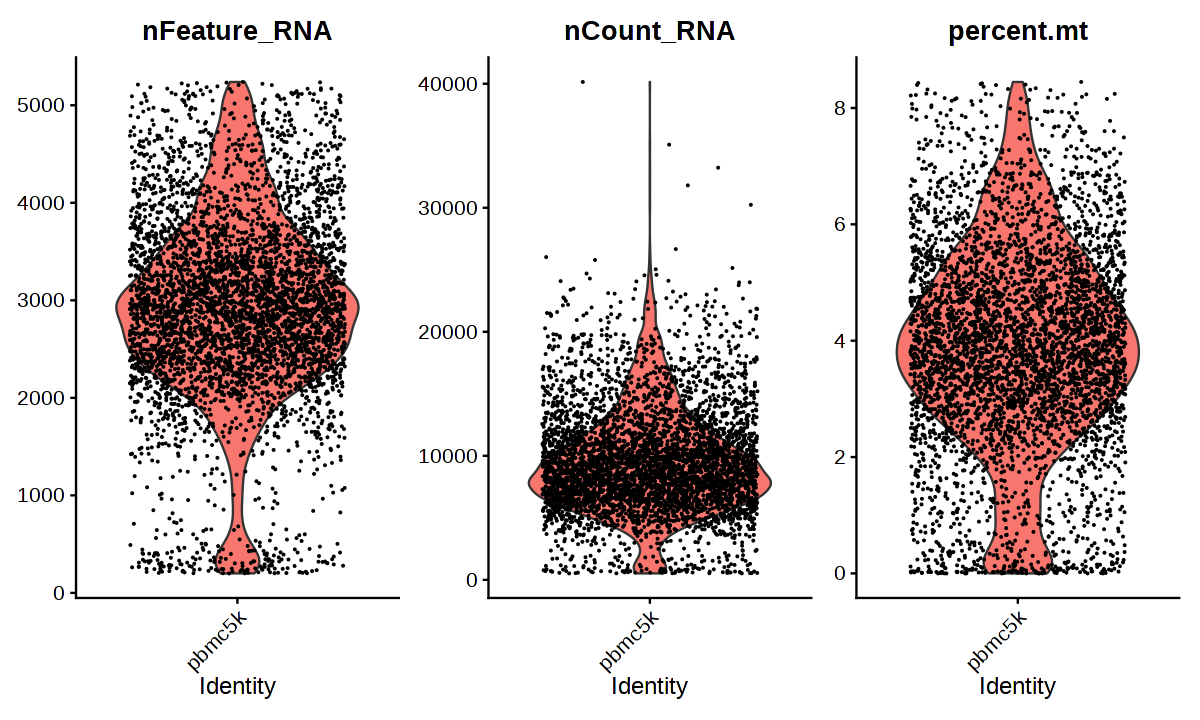 nFeature_RNA
5000
4000
3000
2000
1000
0
pbmc5k
Identity
nCount_RNA
40000
30000
20000
10000
0
pbmc5k
Identity
percent.mt
8
6
4
2
0
pbmc5k
Identity